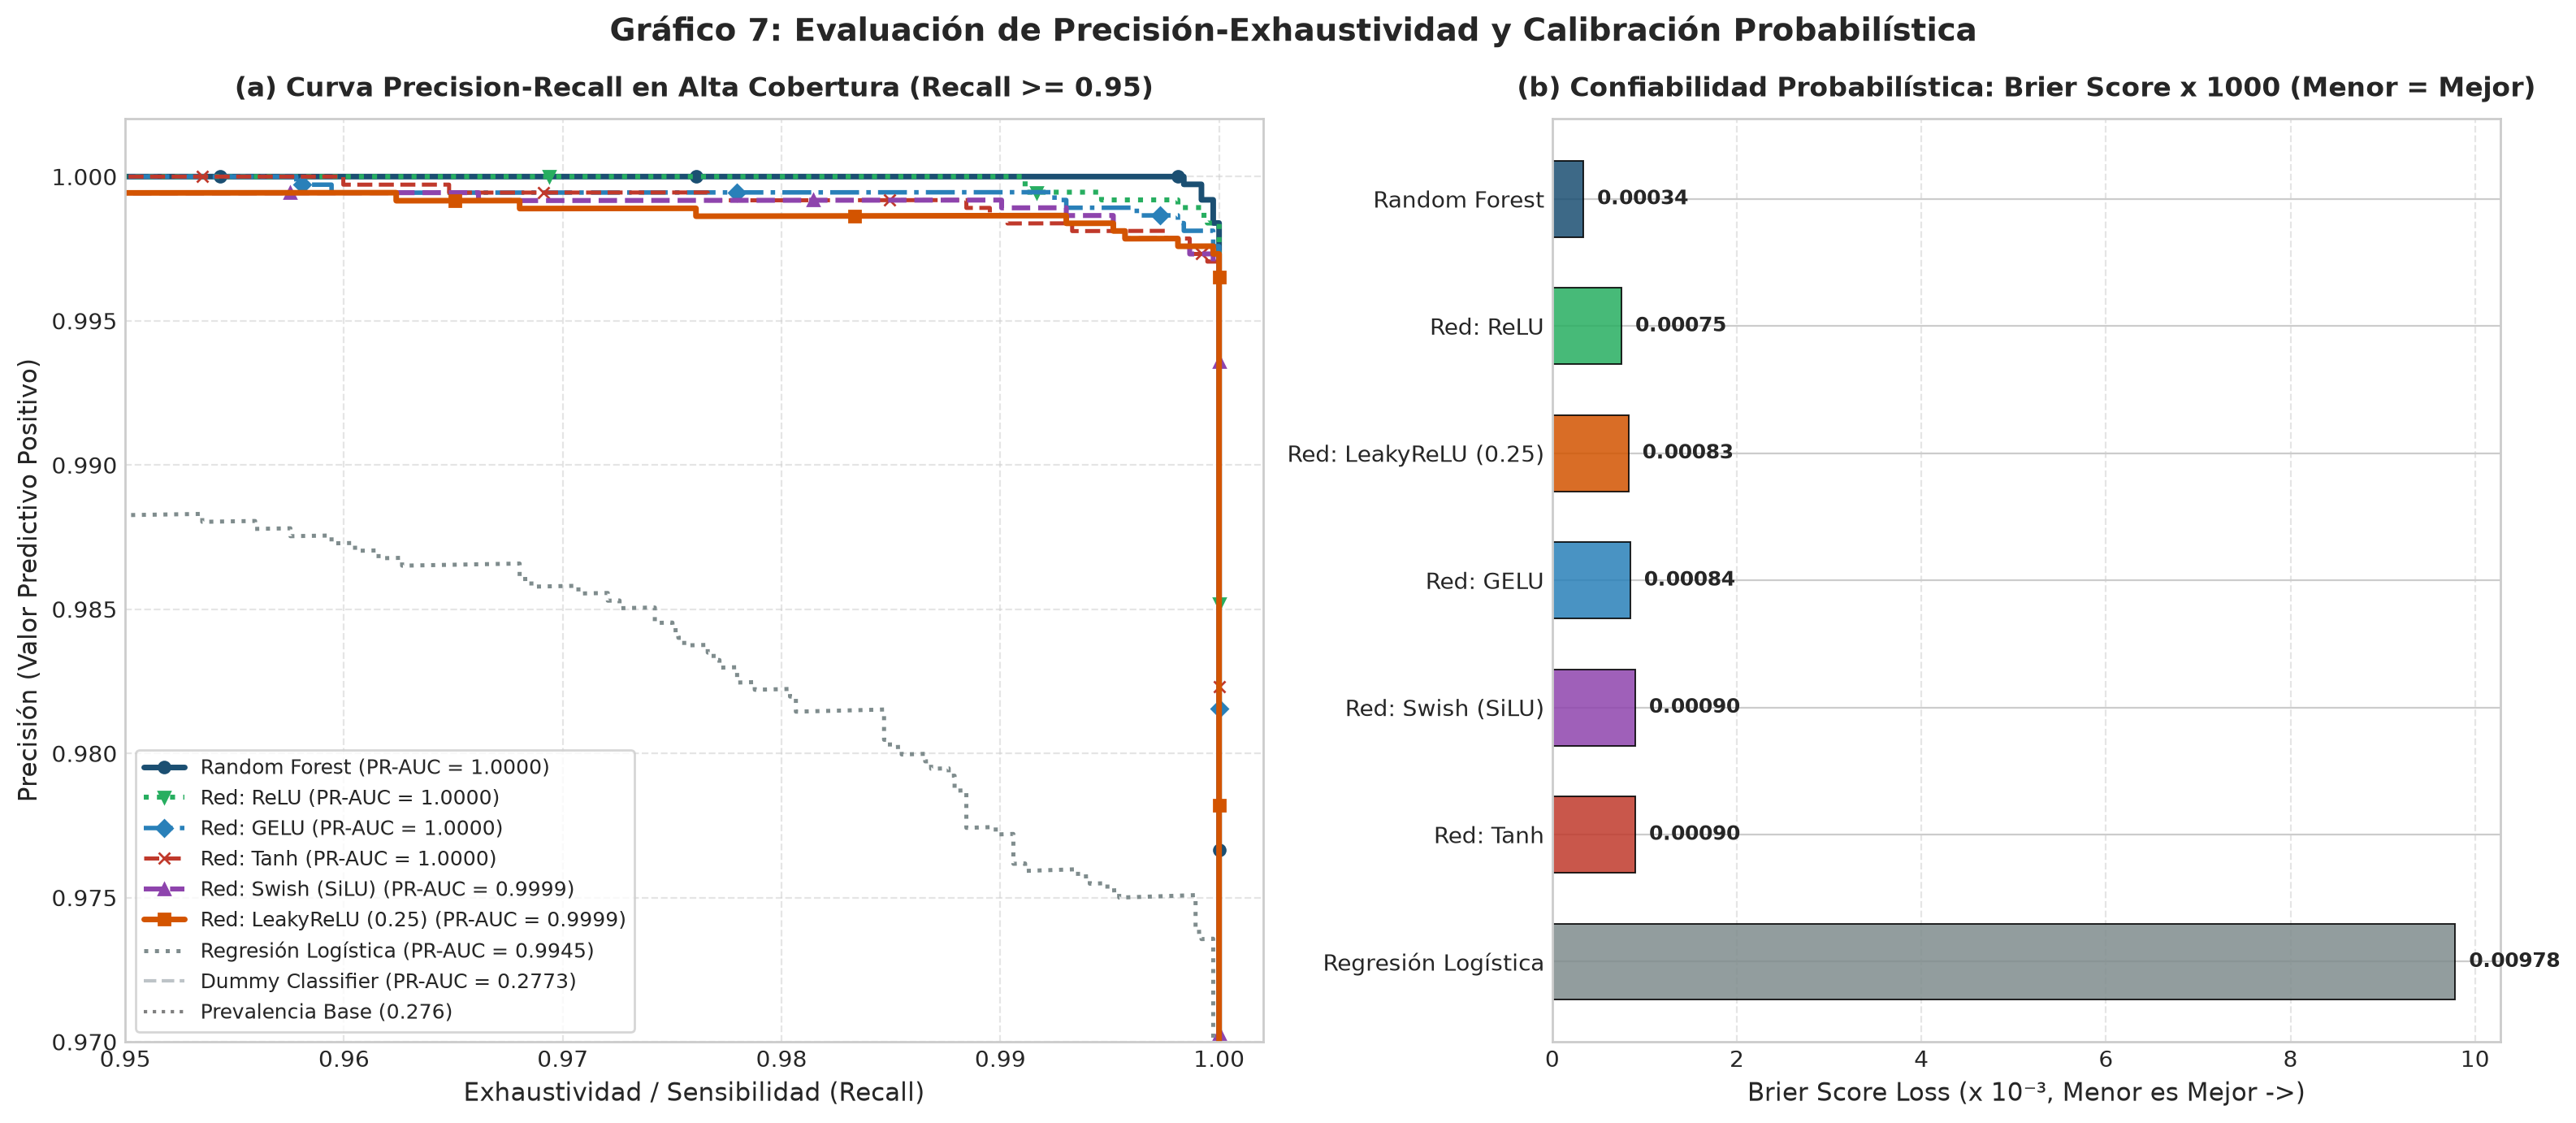 Gráfico 7: Evaluación de Precisión-Exhaustividad y Calibración Probabilística
(a) Curva Precision-Recall en Alta Cobertura (Recall >= 0.95)
Precisión (Valor Predictivo Positivo)
1.000
0.995
0.990
0.985
0.980
0.975
0.970
Random Forest (PR-AUC = 1.0000)
Red: ReLU (PR-AUC = 1.0000)
Red: GELU (PR-AUC = 1.0000)
Red: Tanh (PR-AUC = 1.0000)
Red: Swish (SiLU) (PR-AUC = 0.9999)
Red: LeakyReLU (0.25) (PR-AUC = 0.9999)
Regresión Logística (PR-AUC = 0.9945)
Dummy Classifier (PR-AUC = 0.2773)
Prevalencia Base (0.276)
0.95 0.96 0.97 0.98 0.99 1.00
Exhaustividad / Sensibilidad (Recall)
(b) Confiabilidad Probabilística: Brier Score x 1000 (Menor = Mejor)
Random Forest 0.00034
Red: ReLU 0.00075
Red: LeakyReLU (0.25) 0.00083
Red: GELU 0.00084
Red: Swish (SiLU) 0.00090
Red: Tanh 0.00090
Regresión Logística 0.00978
0 2 4 6 8 10
Brier Score Loss (x 10⁻³, Menor es Mejor ->)